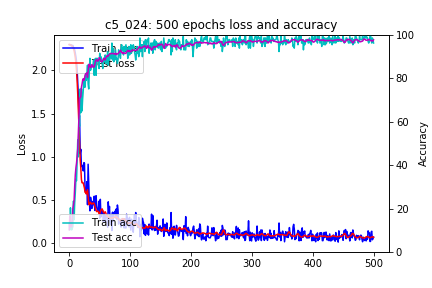 c5_024: 500 epochs loss and accuracy
Train loss
Test loss
Train acc
Test acc
Loss
2.0
1.5
1.0
0.5
0.0
Accuracy
100
80
60
40
20
0
0
100
200
300
400
500